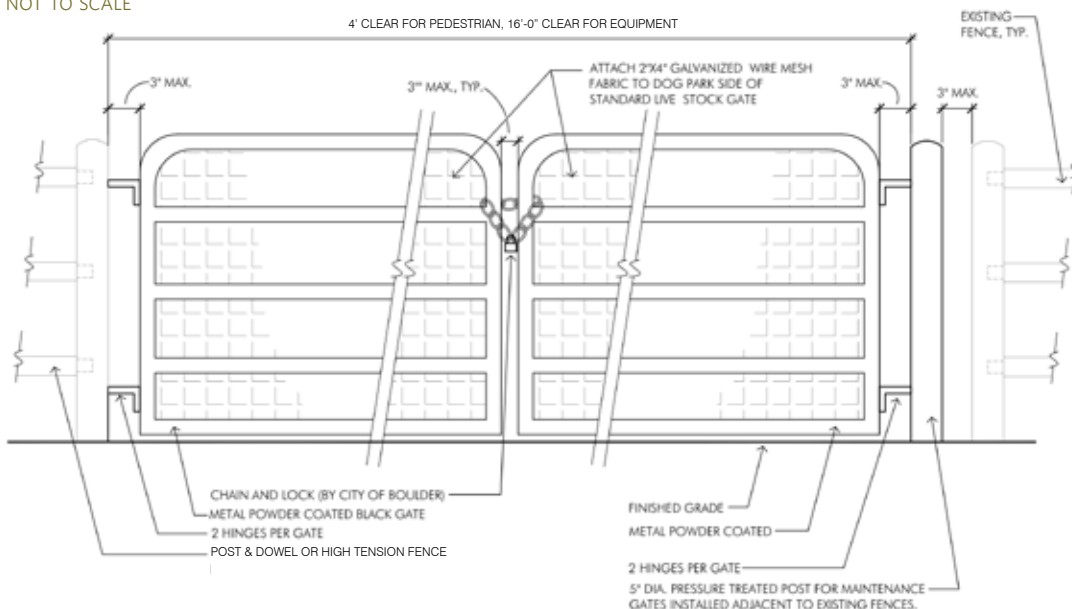 NOT TO SCALE
4' CLEAR FOR PEDESTRIAN, 16'-0" CLEAR FOR EQUIPMENT
EXISTING
FENCE, TYP.
3" MAX.
3"' MAX., TYP.
ATTACH 2"X4" GALVANIZED WIRE MESH
FABRIC TO DOG PARK SIDE OF
STANDARD LIVE STOCK GATE
3" MAX.
3" MAX.
CHAIN AND LOCK (BY CITY OF BOULDER)
METAL POWDER COATED BLACK GATE
2 HINGES PER GATE
POST & DOWEL OR HIGH TENSION FENCE
FINISHED GRADE
METAL POWDER COATED
2 HINGES PER GATE
5" DIA. PRESSURE TREATED POST FOR MAINTENANCE
GATES INSTALLED ADJACENT TO EXISTING FENCES.